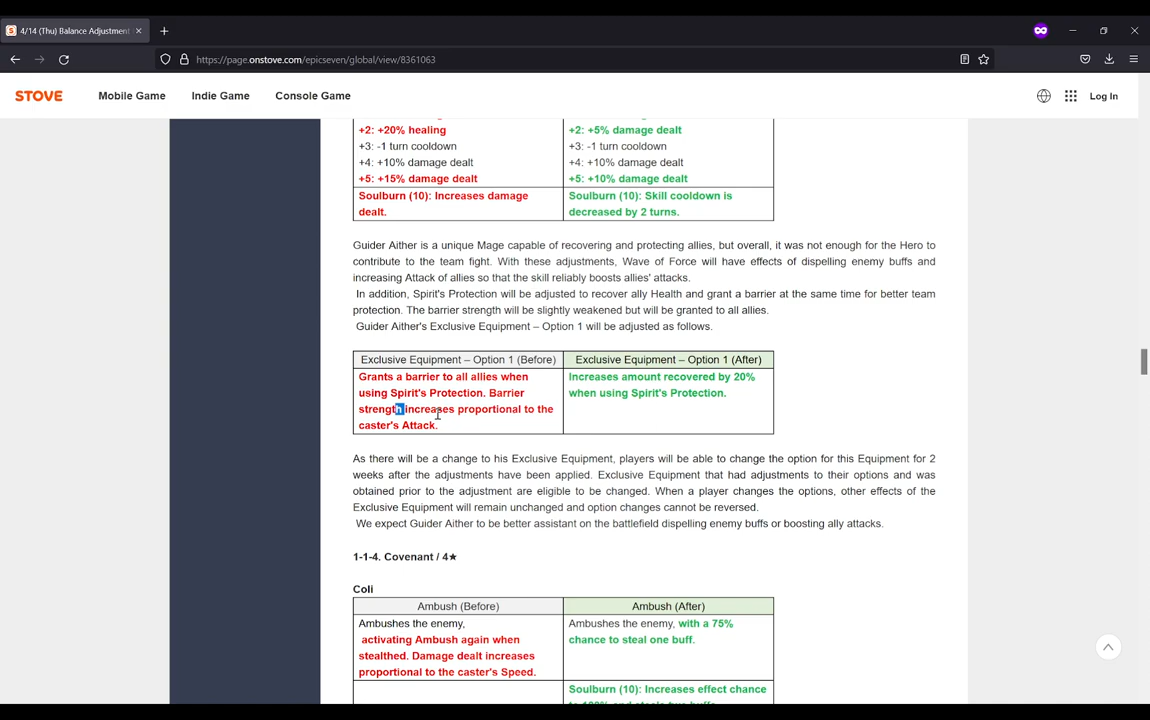 4/14 (Thu) Balance Adjustment
https://page.onstove.com/epicseven/global/view/8361063
STOVE Mobile Game Indie Game Console Game Log In
+2: +20% healing
+3: -1 turn cooldown
+4: +10% damage dealt
+5: +15% damage dealt
+2: +5% damage dealt
+3: -1 turn cooldown
+4: +10% damage dealt
+5: +10% damage dealt
Soulburn (10): Increases damage
dealt.
Soulburn (10): Skill cooldown is
decreased by 2 turns.
Guider Aither is a unique Mage capable of recovering and protecting allies, but overall, it was not enough for the Hero to
contribute to the team fight. With these adjustments, Wave of Force will have effects of dispelling enemy buffs and
increasing Attack of allies so that the skill reliably boosts allies' attacks.
In addition, Spirit's Protection will be adjusted to recover ally Health and grant a barrier at the same time for better team
protection. The barrier strength will be slightly weakened but will be granted to all allies.
Guider Aither's Exclusive Equipment – Option 1 will be adjusted as follows.
Exclusive Equipment – Option 1 (Before)
Exclusive Equipment – Option 1 (After)
Grants a barrier to all allies when
using Spirit's Protection. Barrier
strength increases proportional to the
caster's Attack.
Increases amount recovered by 20%
when using Spirit's Protection.
As there will be a change to his Exclusive Equipment, players will be able to change the option for this Equipment for 2
weeks after the adjustments have been applied. Exclusive Equipment that had adjustments to their options and was
obtained prior to the adjustment are eligible to be changed. When a player changes the options, other effects of the
Exclusive Equipment will remain unchanged and option changes cannot be reversed.
We expect Guider Aither to be better assistant on the battlefield dispelling enemy buffs or boosting ally attacks.
1-1-4. Covenant / 4★
Coli
Ambush (Before)
Ambush (After)
Ambushes the enemy,
activating Ambush again when
stealthed. Damage dealt increases
proportional to the caster's Speed.
Ambushes the enemy, with a 75%
chance to steal one buff.
Soulburn (10): Increases effect chance